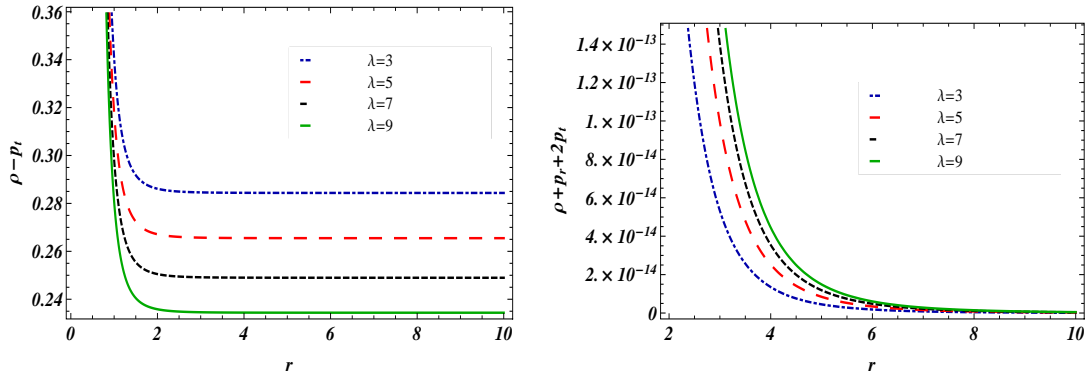 0.36
0.34
0.32
0.30
0.28
0.26
0.24
ρ-p_t
λ=3
λ=5
λ=7
λ=9
0 2 4 6 8 10
r
1.4×10^-13
1.2×10^-13
1.×10^-13
8.×10^-14
6.×10^-14
4.×10^-14
2.×10^-14
0
ρ+p_r+2p_t
λ=3
λ=5
λ=7
λ=9
2 4 6 8 10
r